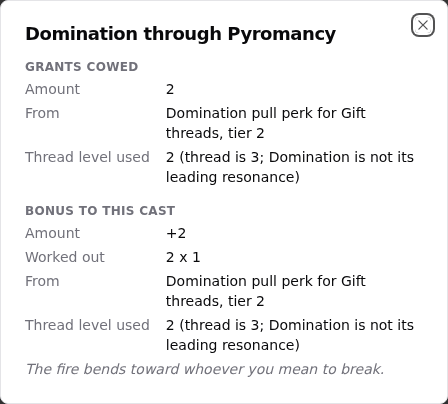 Domination through Pyromancy
GRANTS COWED
Amount 2
From Domination pull perk for Gift
threads, tier 2
Thread level used 2 (thread is 3; Domination is not its
leading resonance)
BONUS TO THIS CAST
Amount +2
Worked out 2 x 1
From Domination pull perk for Gift
threads, tier 2
Thread level used 2 (thread is 3; Domination is not its
leading resonance)
The fire bends toward whoever you mean to break.